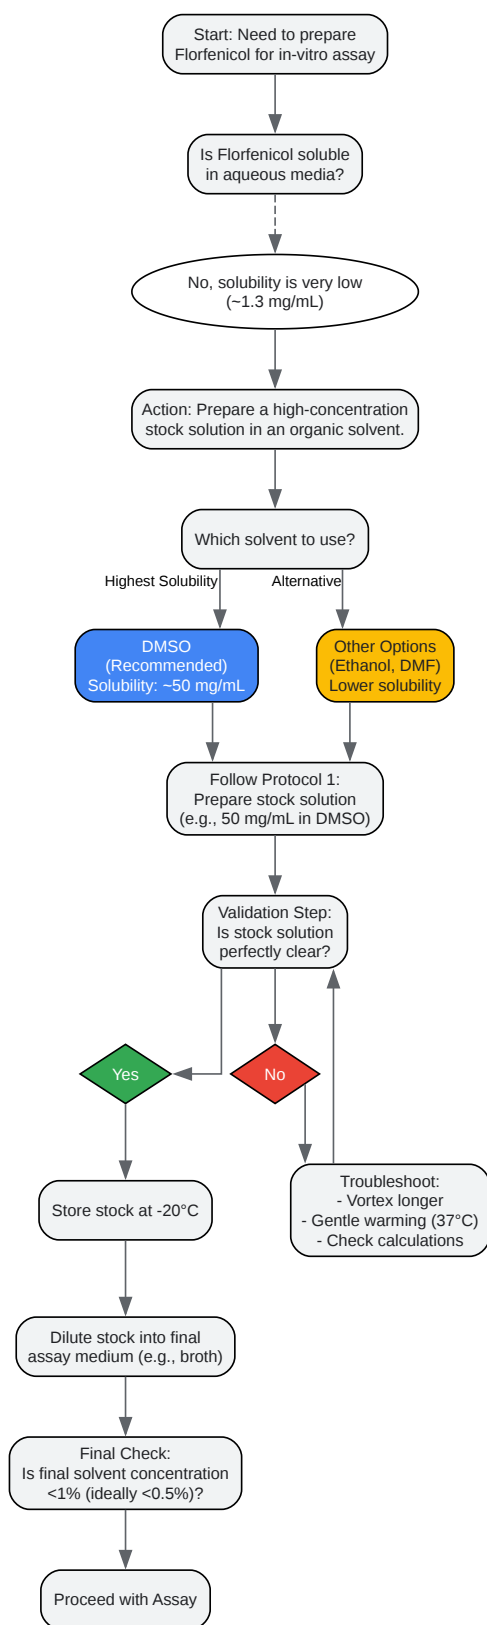 Start: Need to prepare
Florfenicol for in-vitro assay
Is Florfenicol soluble
in aqueous media?
No, solubility is very low
(~1.3 mg/mL)
Action: Prepare a high-concentration
stock solution in an organic solvent.
Which solvent to use?
Highest Solubility
Alternative
DMSO
(Recommended)
Solubility: ~50 mg/mL
Other Options
(Ethanol, DMF)
Lower solubility
Follow Protocol 1:
Prepare stock solution
(e.g., 50 mg/mL in DMSO)
Validation Step:
Is stock solution
perfectly clear?
Yes
No
Troubleshoot:
- Vortex longer
- Gentle warming (37°C)
- Check calculations
Store stock at -20°C
Dilute stock into final
assay medium (e.g., broth)
Final Check:
Is final solvent concentration
<1% (ideally <0.5%)?
Proceed with Assay